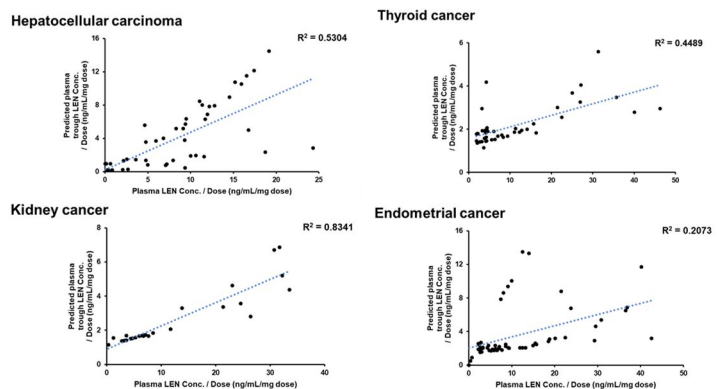 Hepatocellular carcinoma
R² = 0.5304
Predicted plasma
trough LEN Conc.
/ Dose (ng/mL/mg dose)
16
12
8
4
0
0 5 10 15 20 25
Plasma LEN Conc. / Dose (ng/mL/mg dose)
Thyroid cancer
R² = 0.4489
Predicted plasma
trough LEN Conc.
/ Dose (ng/mL/mg dose)
6
4
2
0
0 10 20 30 40 50
Plasma LEN Conc. / Dose (ng/mL/mg dose)
Kidney cancer
R² = 0.8341
Predicted plasma
trough LEN Conc.
/ Dose (ng/mL/mg dose)
8
6
4
2
0
0 10 20 30 40
Plasma LEN Conc. / Dose (ng/mL/mg dose)
Endometrial cancer
R² = 0.2073
Predicted plasma
trough LEN Conc.
/ Dose (ng/mL/mg dose)
16
12
8
4
0
0 10 20 30 40 50
Plasma LEN Conc. / Dose (ng/mL/mg dose)